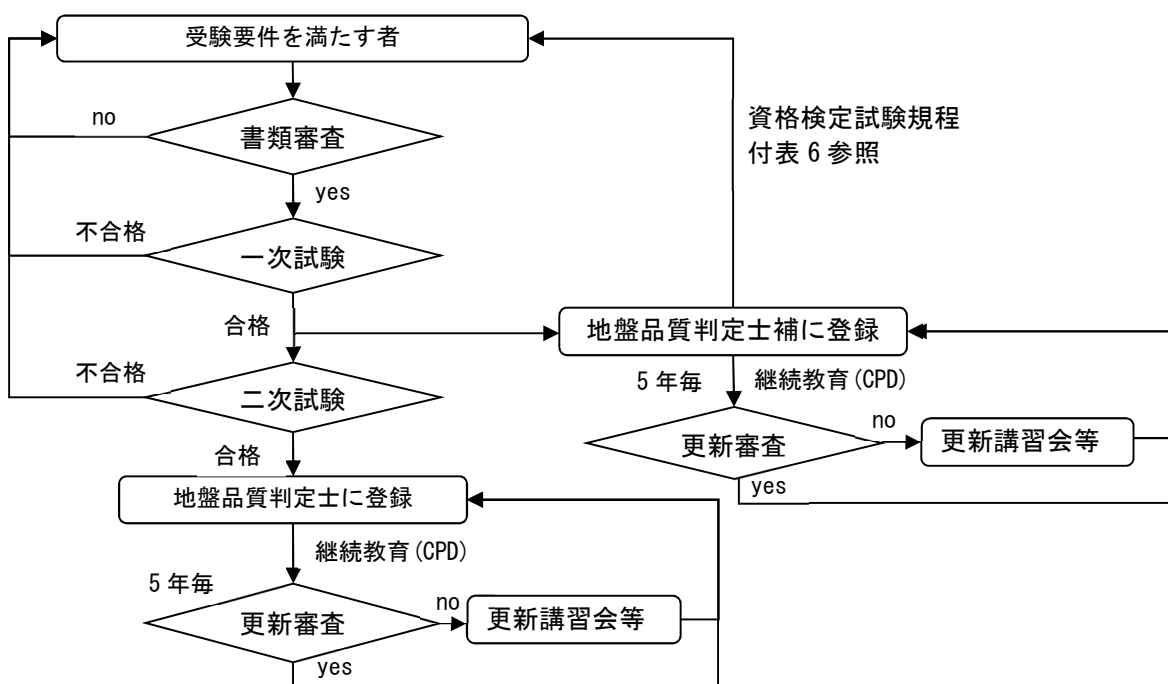 受験要件を満たす者
no
書類審査
資格検定試験規程
付表 6 参照
yes
不合格
一次試験
合格
地盤品質判定士補に登録
不合格
二次試験
5 年毎
継続教育(CPD)
更新審査
no
更新講習会等
合格
yes
地盤品質判定士に登録
継続教育(CPD)
5 年毎
更新審査
no
更新講習会等
yes